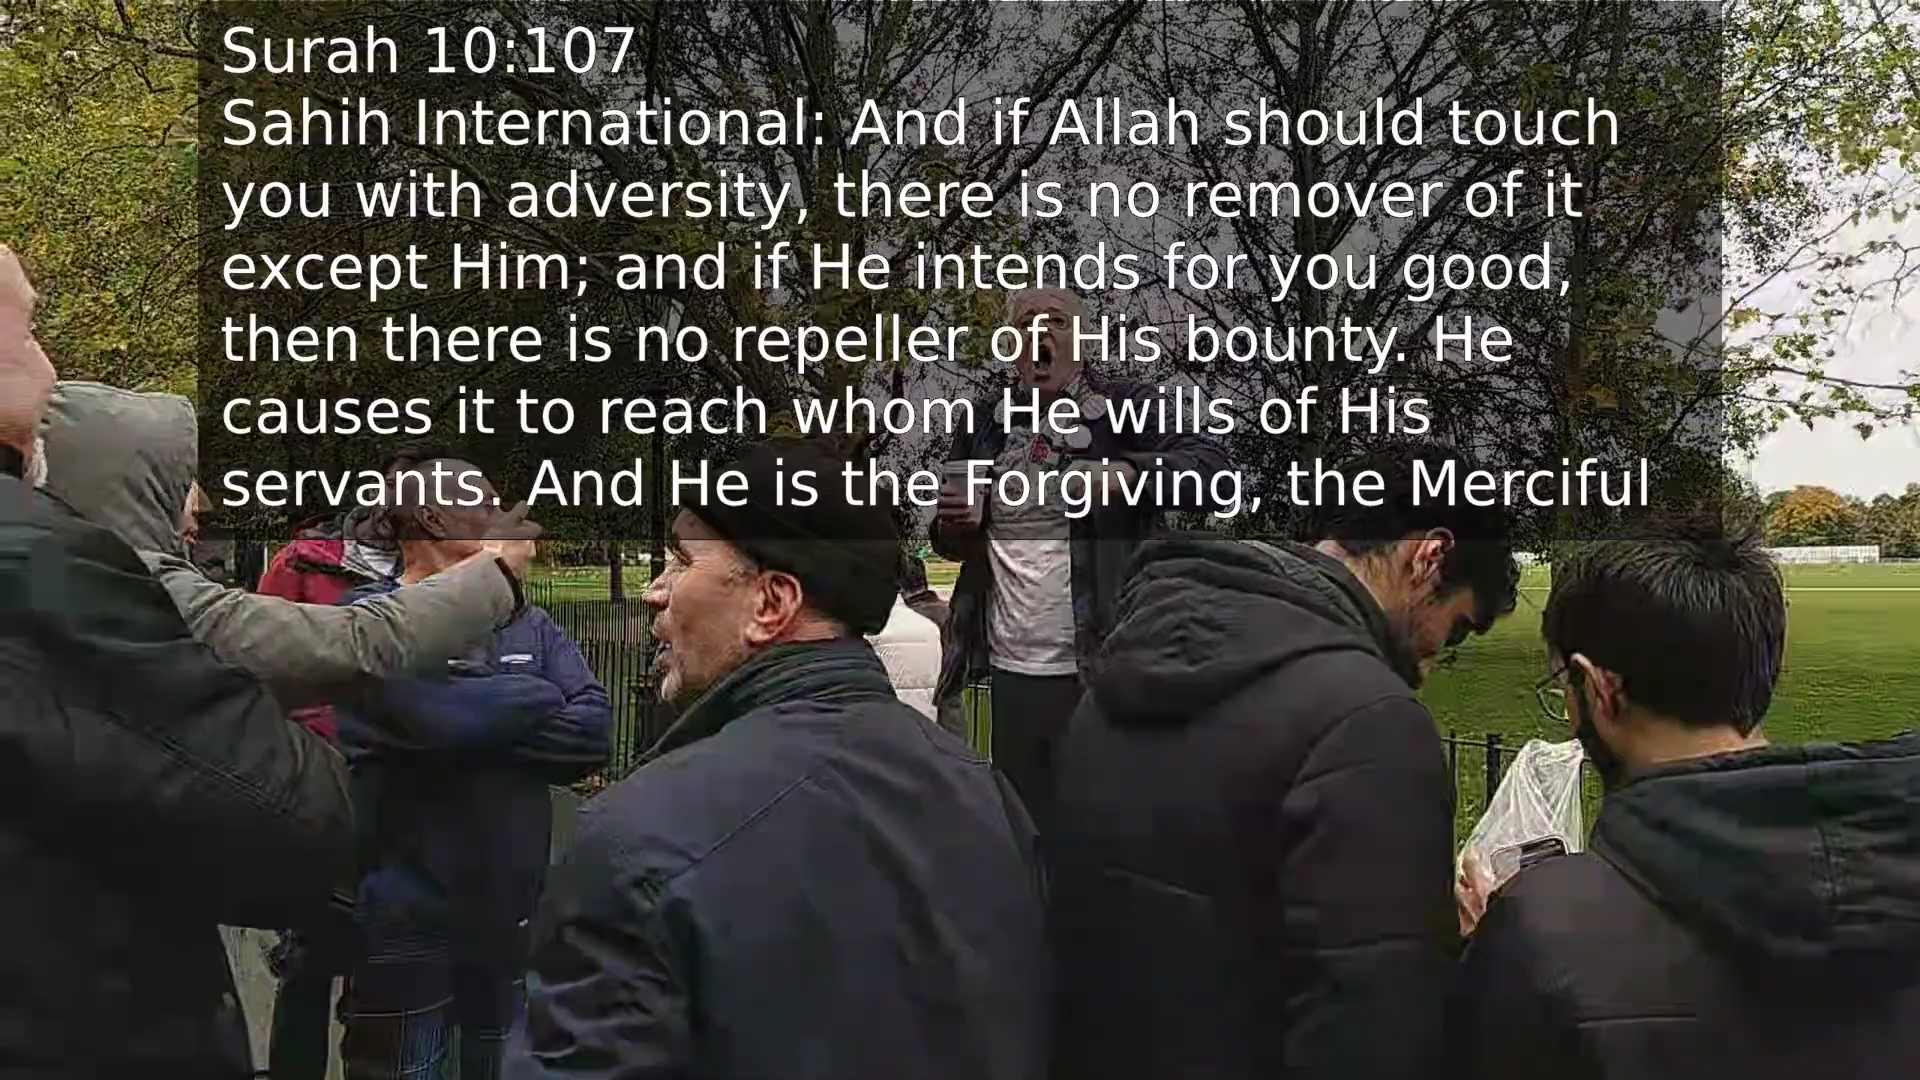 Surah 10:107
Sahih International: And if Allah should touch
you with adversity, there is no remover of it
except Him; and if He intends for you good,
then there is no repeller of His bounty. He
causes it to reach whom He wills of His
servants. And He is the Forgiving, the Merciful